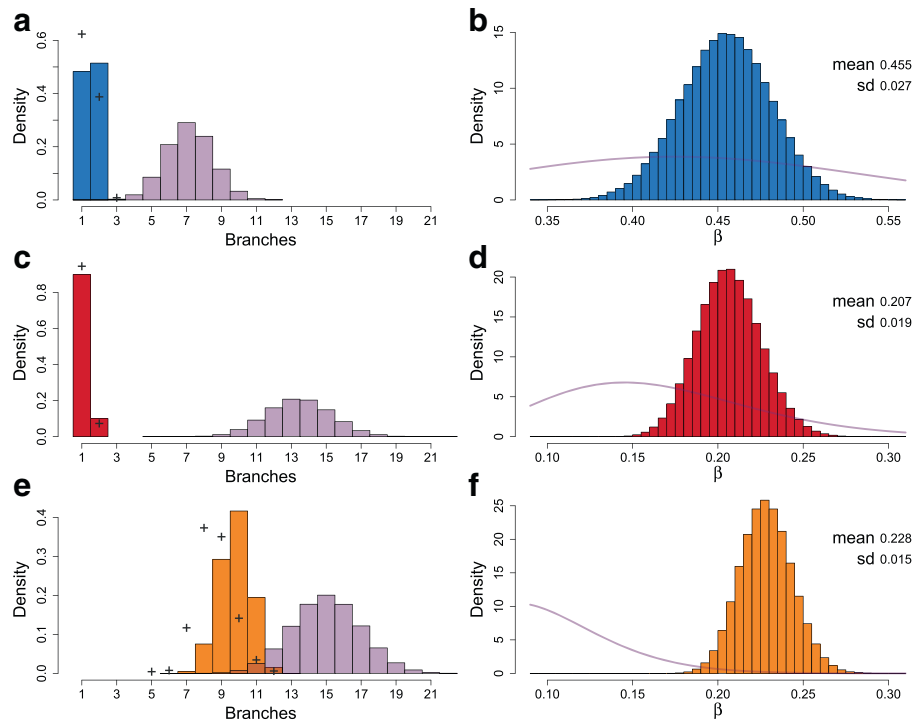 a
Density
0.0 0.2 0.4 0.6
1 3 5 7 9 11 13 15 17 19 21
Branches
b
Density
0 5 10 15
mean 0.455
sd 0.027
0.35 0.40 0.45 0.50
β
c
Density
0.0 0.2 0.4 0.6 0.8
1 3 5 7 9 11 13 15 17 19 21
Branches
d
Density
0 5 10 15 20
mean 0.207
sd 0.019
0.10 0.15 0.20 0.25 0.30
β
e
Density
0.0 0.1 0.2 0.3 0.4
1 3 5 7 9 11 13 15 17 19 21
Branches
f
Density
0 5 10 15 20 25
mean 0.228
sd 0.015
0.10 0.15 0.20 0.25 0.30
β